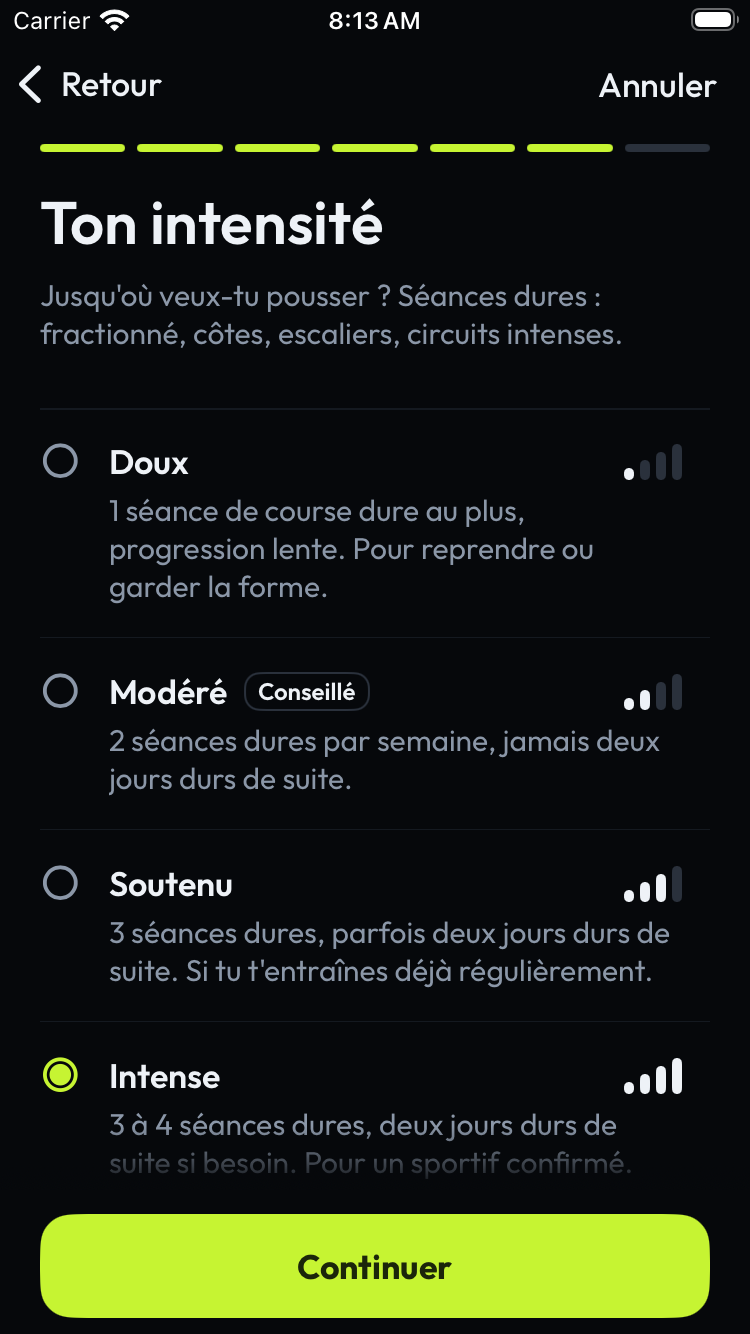 Carrier 8:13 AM
Retour Annuler
Ton intensité
Jusqu'où veux-tu pousser ? Séances dures :
fractionné, côtes, escaliers, circuits intenses.
Doux
1 séance de course dure au plus,
progression lente. Pour reprendre ou
garder la forme.
Modéré Conseillé
2 séances dures par semaine, jamais deux
jours durs de suite.
Soutenu
3 séances dures, parfois deux jours durs de
suite. Si tu t'entraînes déjà régulièrement.
Intense
3 à 4 séances dures, deux jours durs de
suite si besoin. Pour un sportif confirmé.
Continuer